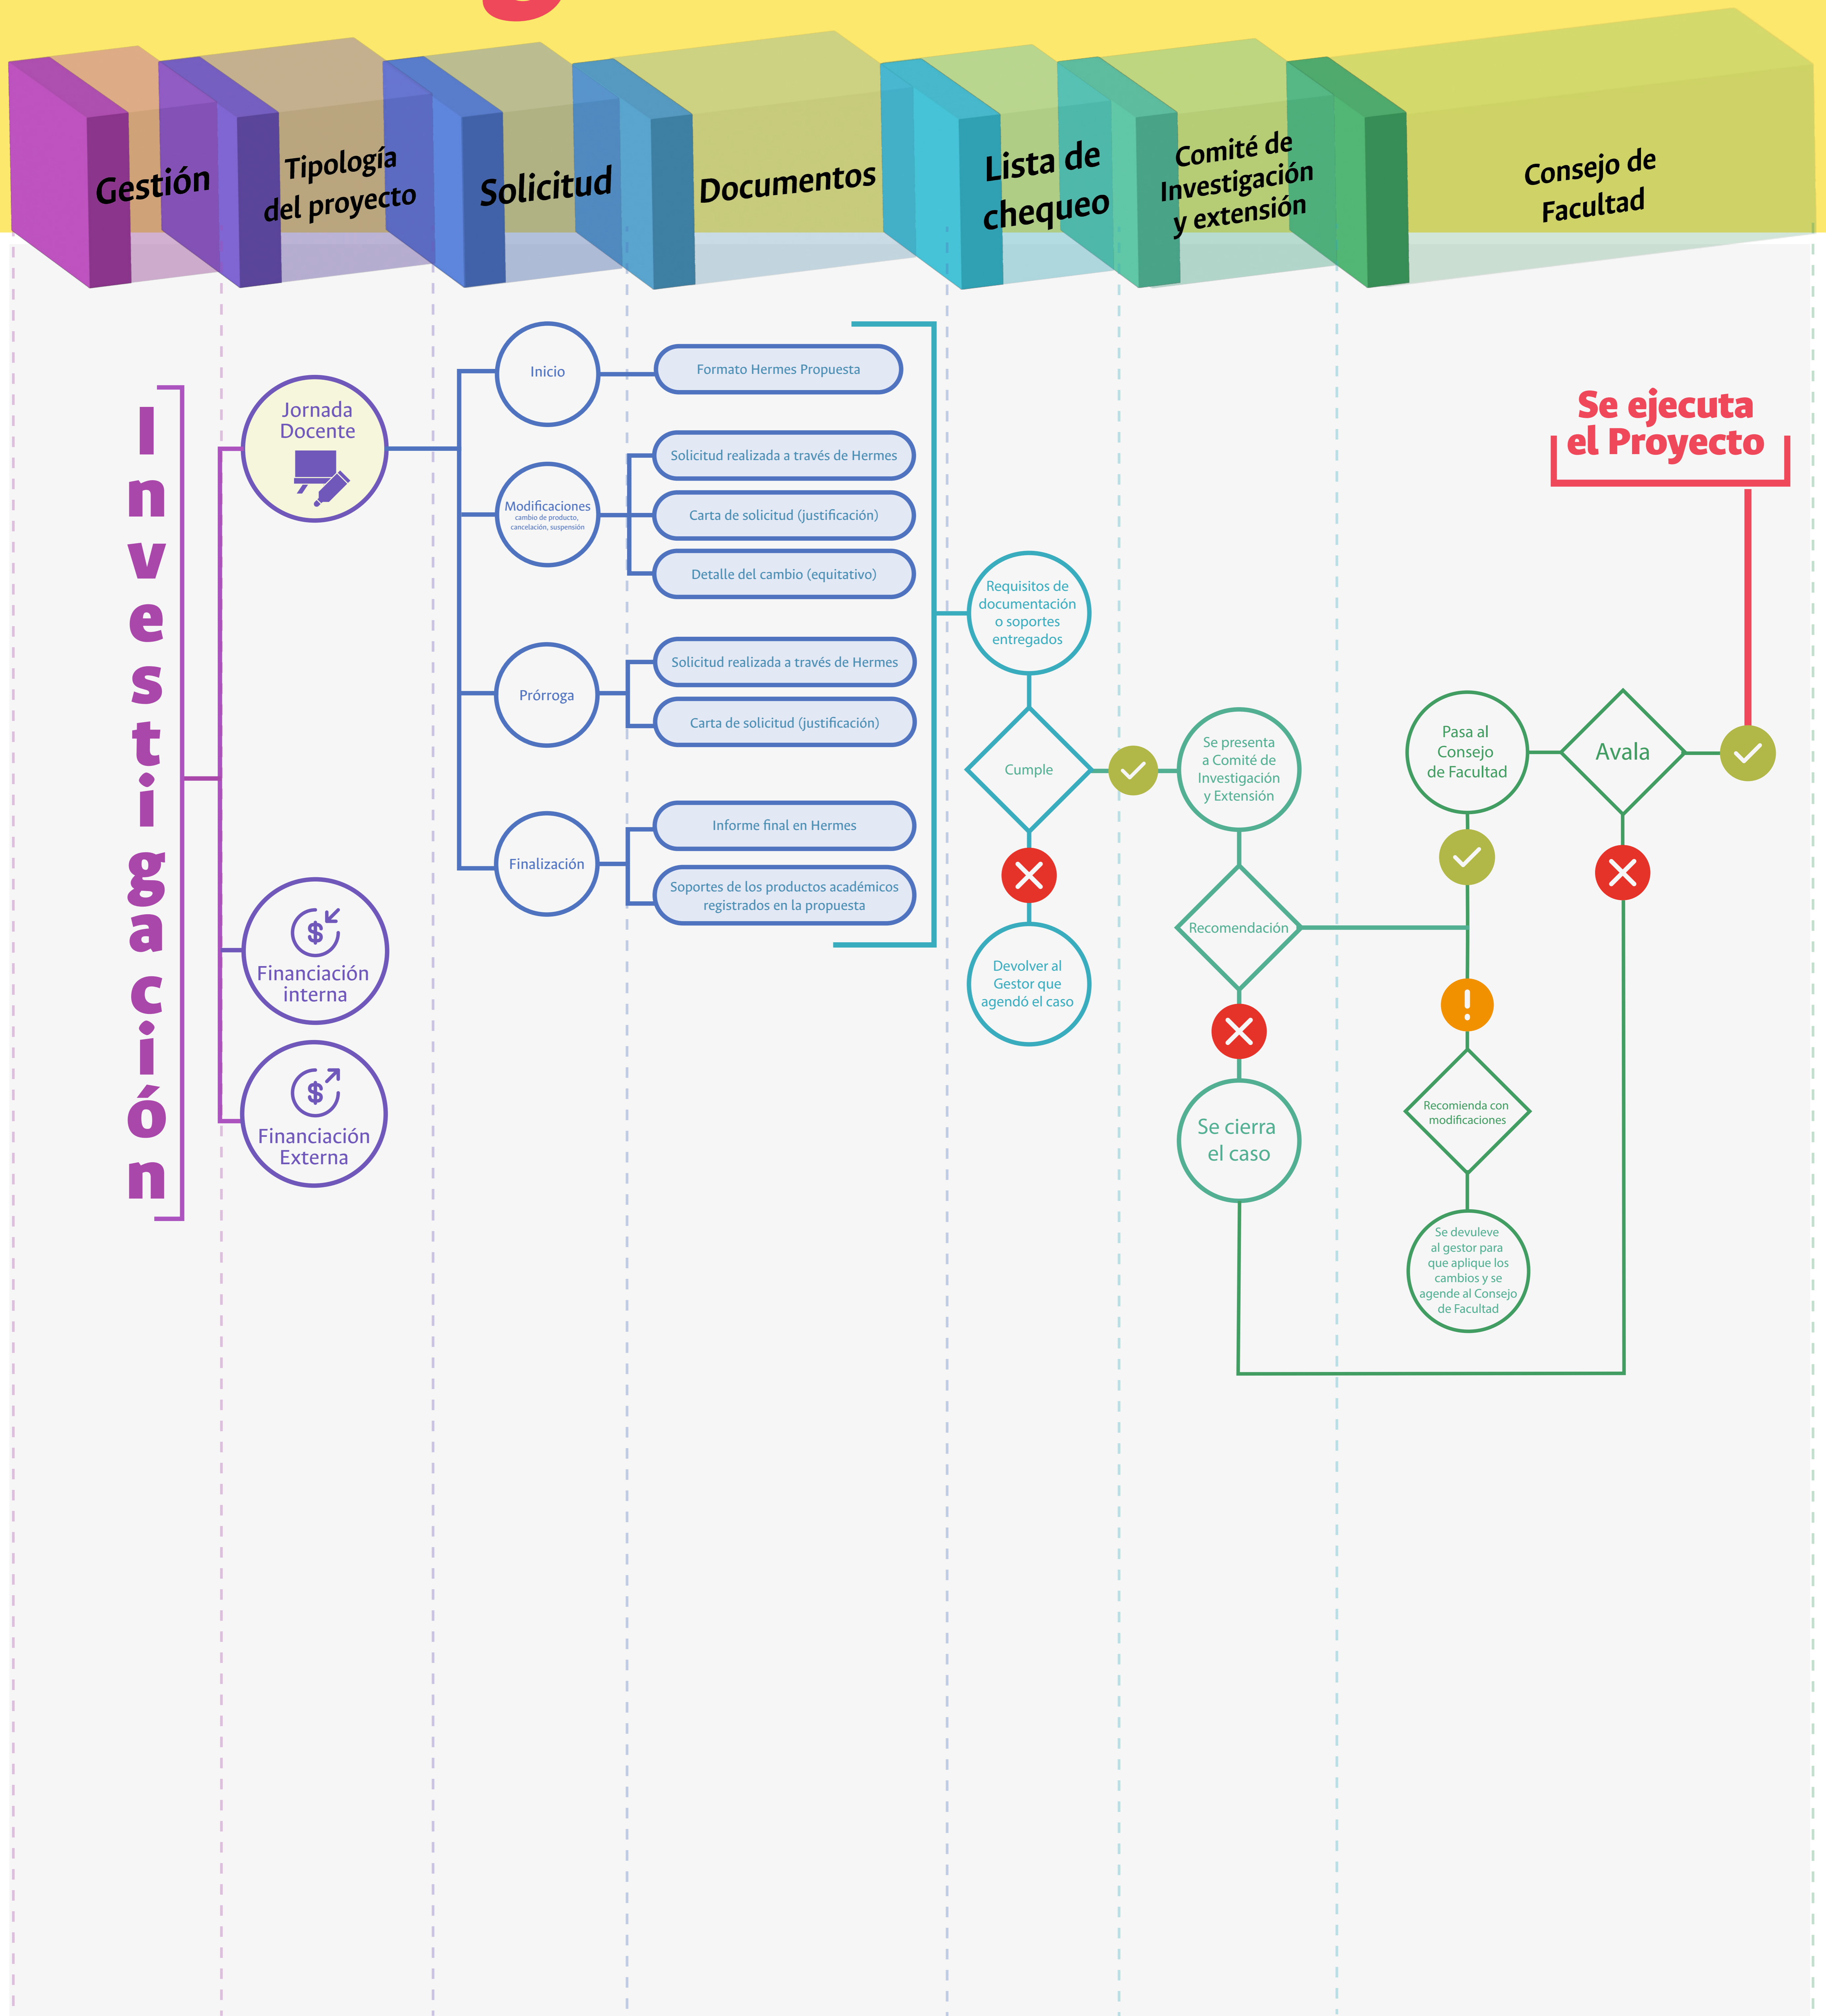 Gestión
Tipología
del proyecto
Solicitud
Documentos
Lista de
chequeo
Comité de
Investigación
y extensión
Consejo de
Facultad
Investigación
Jornada
Docente
Financiación
interna
Financiación
Externa
Inicio
Formato Hermes Propuesta
Modificaciones
cambio de producto,
cancelación, suspensión
Solicitud realizada a través de Hermes
Carta de solicitud (justificación)
Detalle del cambio (equitativo)
Prórroga
Solicitud realizada a través de Hermes
Carta de solicitud (justificación)
Finalización
Informe final en Hermes
Soportes de los productos académicos
registrados en la propuesta
Requisitos de
documentación
o soportes
entregados
Cumple
Devolver al
Gestor que
agendó el caso
Se presenta
a Comité de
Investigación
y Extensión
Recomendación
Se cierra
el caso
Pasa al
Consejo
de Facultad
Recomienda con
modificaciones
Se devuleve
al gestor para
que aplique los
cambios y se
agende al Consejo
de Facultad
Avala
Se ejecuta
el Proyecto